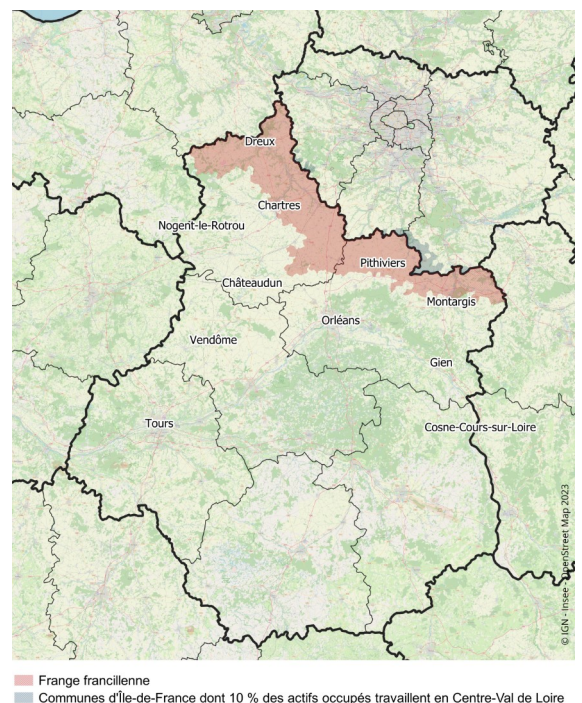 Dreux
Chartres
Nogent-le-Rotrou
Pithiviers
Châteaudun
Montargis
Orléans
Vendôme
Gien
Tours
Cosne-Cours-sur-Loire
© IGN - Insee - OpenStreet Map 2023
Frange francillenne
Communes d'Île-de-France dont 10 % des actifs occupés travaillent en Centre-Val de Loire